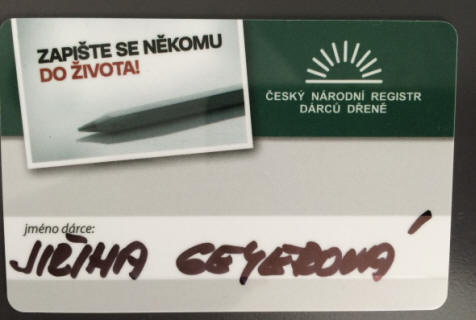 ZAPIŠTE SE NĚKOMU
DO ŽIVOTA!
ČESKÝ NÁRODNÍ REGISTR
DÁRCŮ DŘENĚ
jméno dárce:
JIŘINA GEYEROVÁ